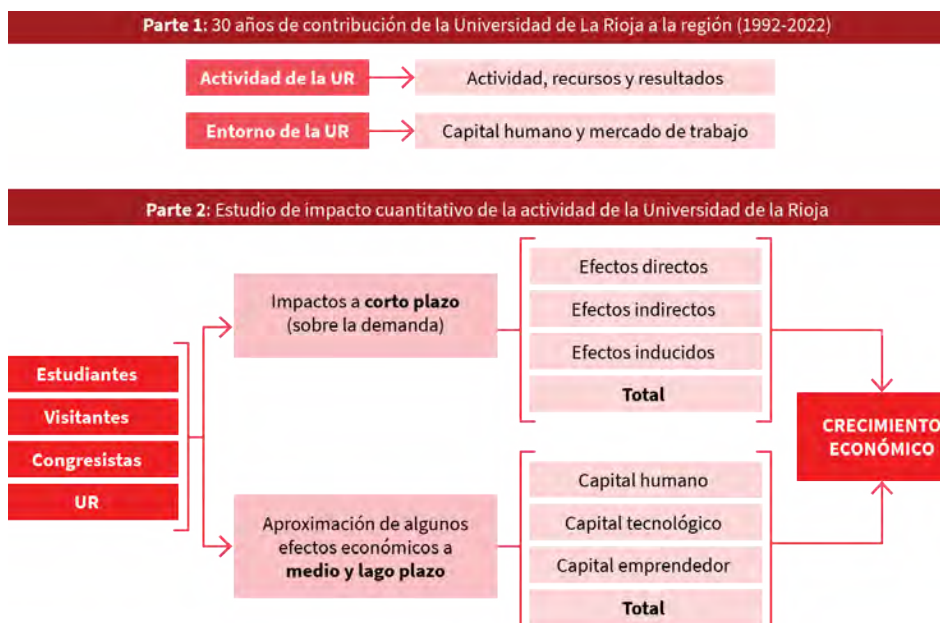 Parte 1: 30 años de contribución de la Universidad de La Rioja a la región (1992-2022)
Actividad de la UR
Actividad, recursos y resultados
Entorno de la UR
Capital humano y mercado de trabajo
Parte 2: Estudio de impacto cuantitativo de la actividad de la Universidad de la Rioja
Estudiantes
Visitantes
Congresistas
UR
Impactos a corto plazo
(sobre la demanda)
Efectos directos
Efectos indirectos
Efectos inducidos
Total
Aproximación de algunos
efectos económicos a
medio y lago plazo
Capital humano
Capital tecnológico
Capital emprendedor
Total
CRECIMIENTO
ECONÓMICO